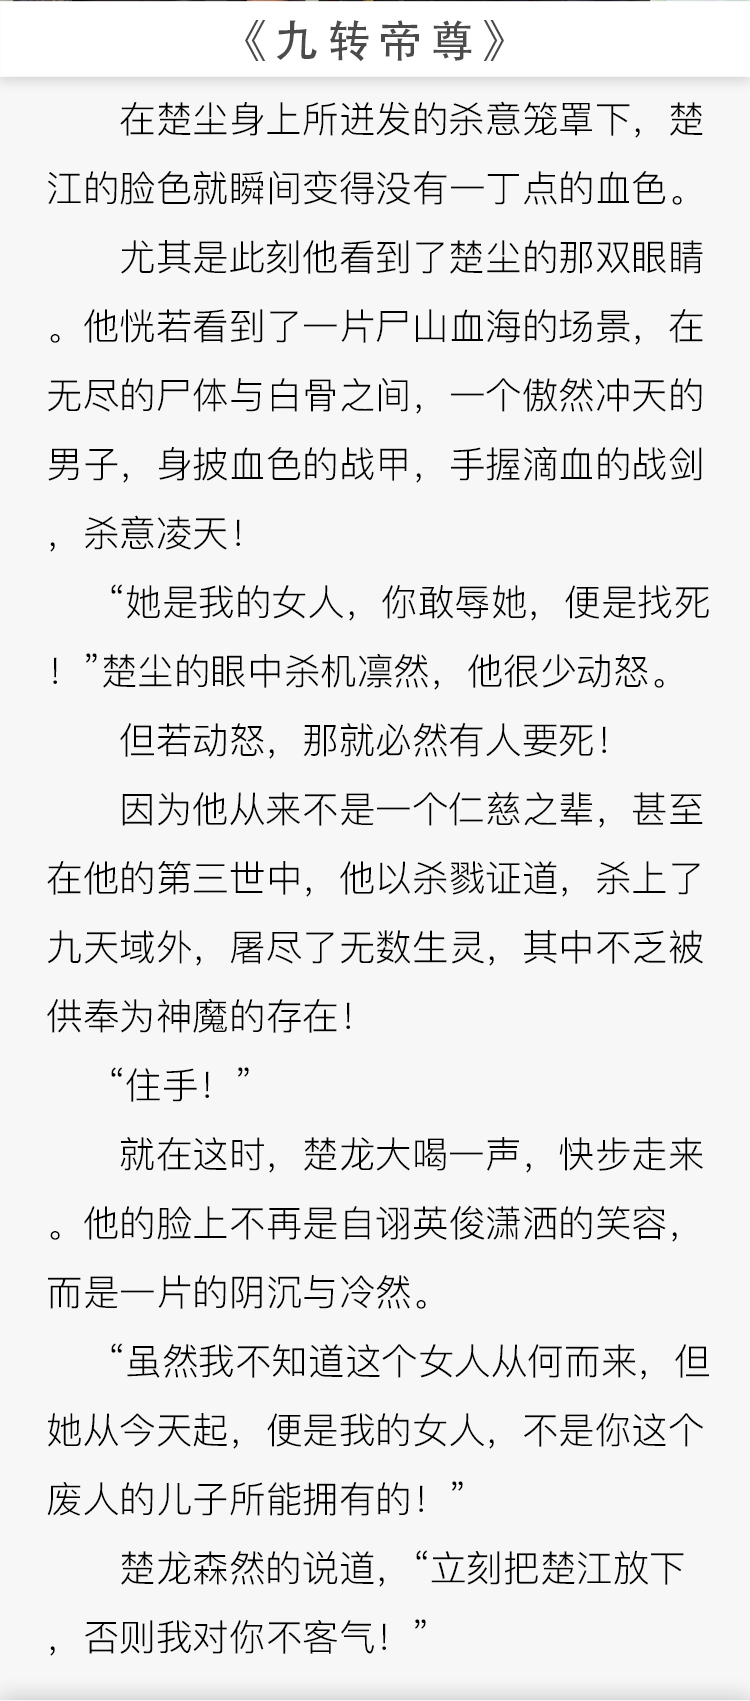 《九转帝尊》
在楚尘身上所迸发的杀意笼罩下，楚
江的脸色就瞬间变得没有一丁点的血色。
尤其是此刻他看到了楚尘的那双眼睛
。他恍若看到了一片尸山血海的场景，在
无尽的尸体与白骨之间，一个傲然冲天的
男子，身披血色的战甲，手握滴血的战剑
，杀意凌天！
“她是我的女人，你敢辱她，便是找死
！”楚尘的眼中杀机凛然，他很少动怒。
但若动怒，那就必然有人要死！
因为他从来不是一个仁慈之辈，甚至
在他的第三世中，他以杀戮证道，杀上了
九天域外，屠尽了无数生灵，其中不乏被
供奉为神魔的存在！
“住手！”
就在这时，楚龙大喝一声，快步走来
。他的脸上不再是自诩英俊潇洒的笑容，
而是一片的阴沉与冷然。
“虽然我不知道这个女人从何而来，但
她从今天起，便是我的女人，不是你这个
废人的儿子所能拥有的！”
楚龙森然的说道，“立刻把楚江放下
，否则我对你不客气！”